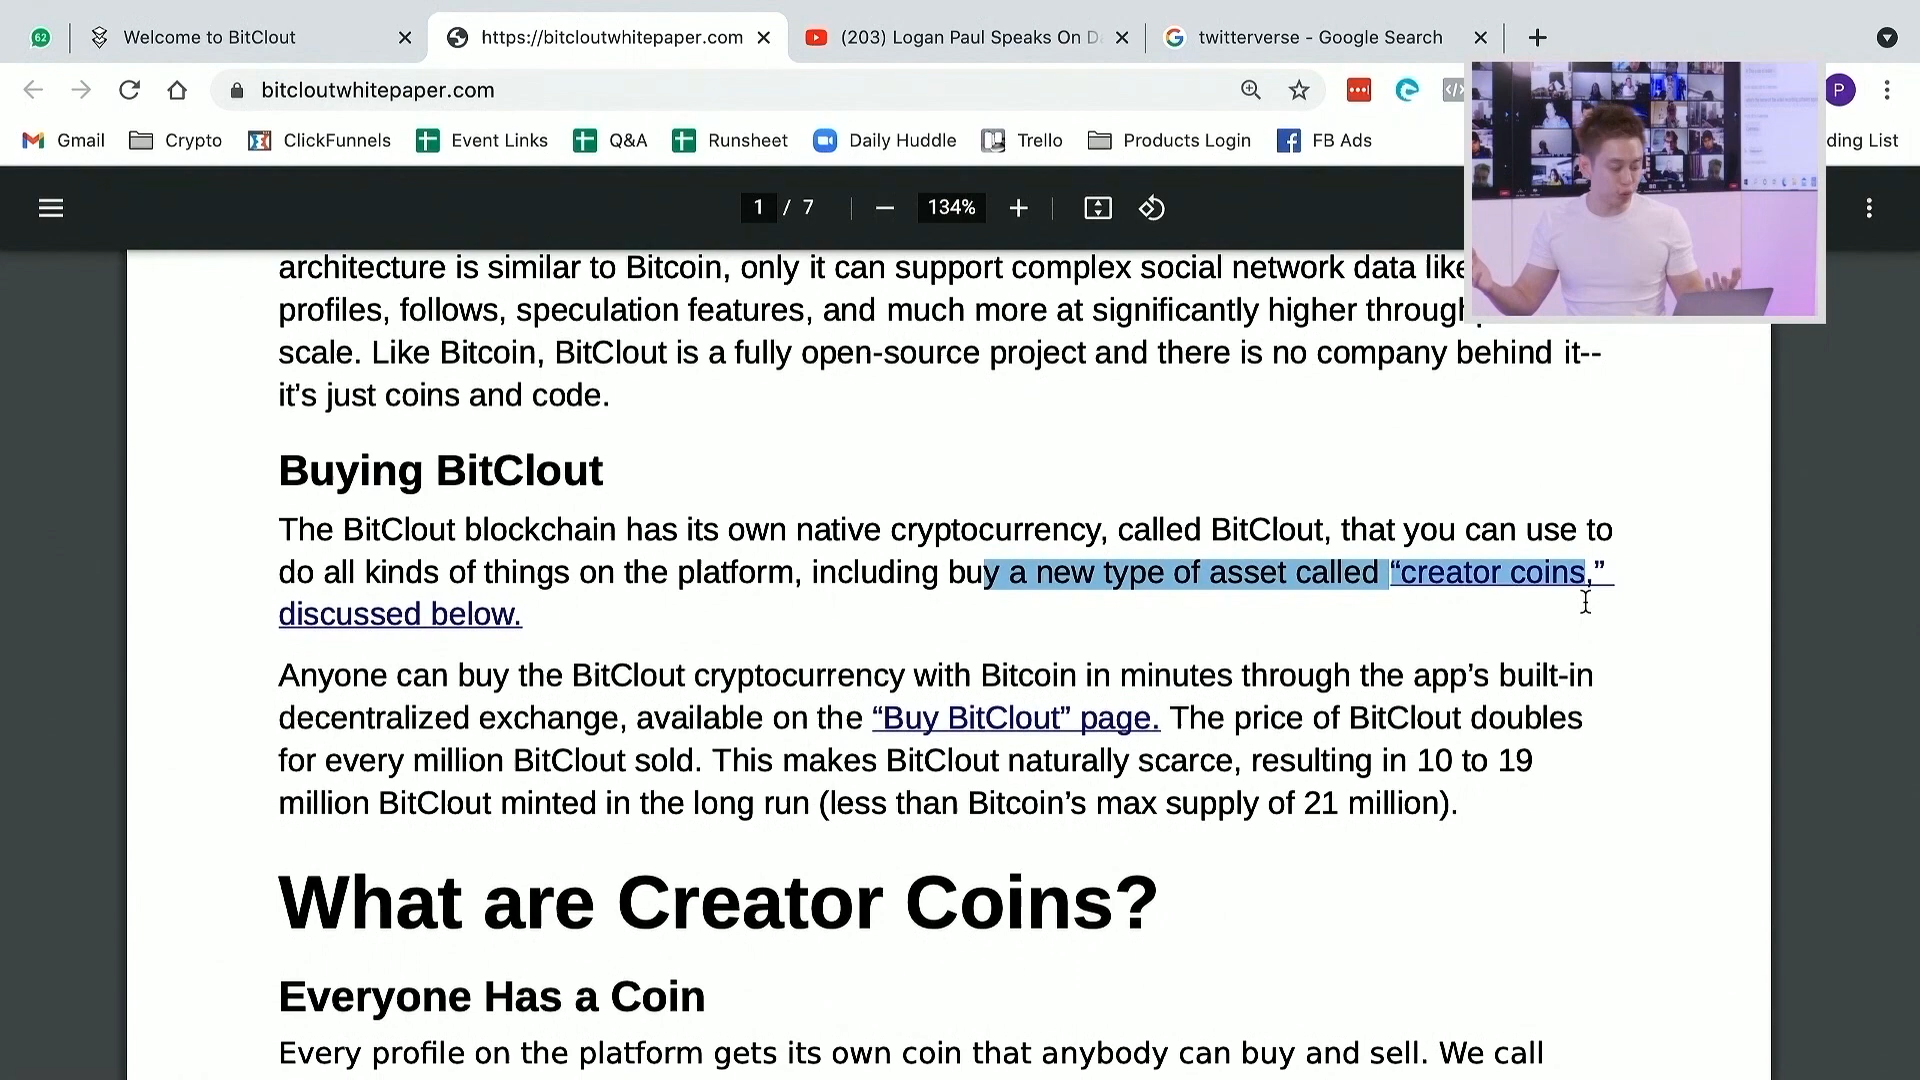 62
Welcome to BitClout
https://bitcloutwhitepaper.com
(203) Logan Paul Speaks On D
twitterverse - Google Search
bitcloutwhitepaper.com
P
Gmail
Crypto
ClickFunnels
Event Links
Q&A
Runsheet
Daily Huddle
Trello
Products Login
FB Ads
ding List
1 / 7
134%
architecture is similar to Bitcoin, only it can support complex social network data like
profiles, follows, speculation features, and much more at significantly higher
scale. Like Bitcoin, BitClout is a fully open-source project and there is no company behind it--
it’s just coins and code.
Buying BitClout
The BitClout blockchain has its own native cryptocurrency, called BitClout, that you can use to
do all kinds of things on the platform, including buy a new type of asset called “creator coins,”
discussed below.
Anyone can buy the BitClout cryptocurrency with Bitcoin in minutes through the app’s built-in
decentralized exchange, available on the “Buy BitClout” page. The price of BitClout doubles
for every million BitClout sold. This makes BitClout naturally scarce, resulting in 10 to 19
million BitClout minted in the long run (less than Bitcoin’s max supply of 21 million).
What are Creator Coins?
Everyone Has a Coin
Every profile on the platform gets its own coin that anybody can buy and sell. We call